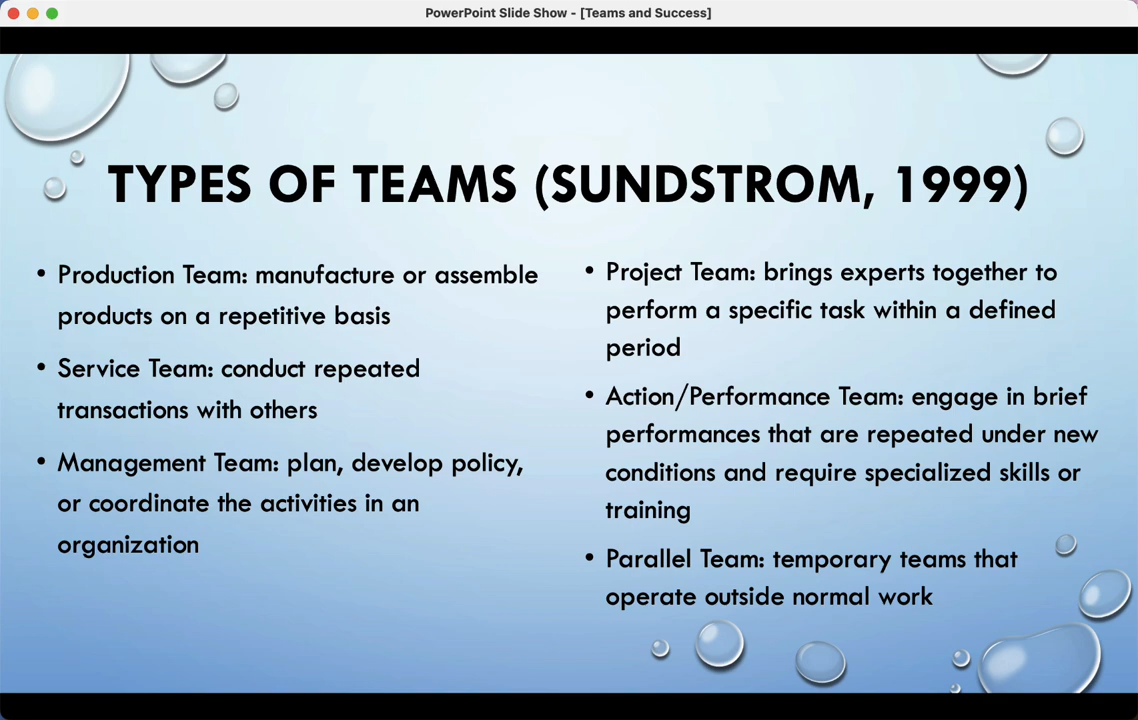 PowerPoint Slide Show - [Teams and Success]
TYPES OF TEAMS (SUNDSTROM, 1999)
• Production Team: manufacture or assemble
products on a repetitive basis
• Service Team: conduct repeated
transactions with others
• Management Team: plan, develop policy,
or coordinate the activities in an
organization
• Project Team: brings experts together to
perform a specific task within a defined
period
• Action/Performance Team: engage in brief
performances that are repeated under new
conditions and require specialized skills or
training
• Parallel Team: temporary teams that
operate outside normal work